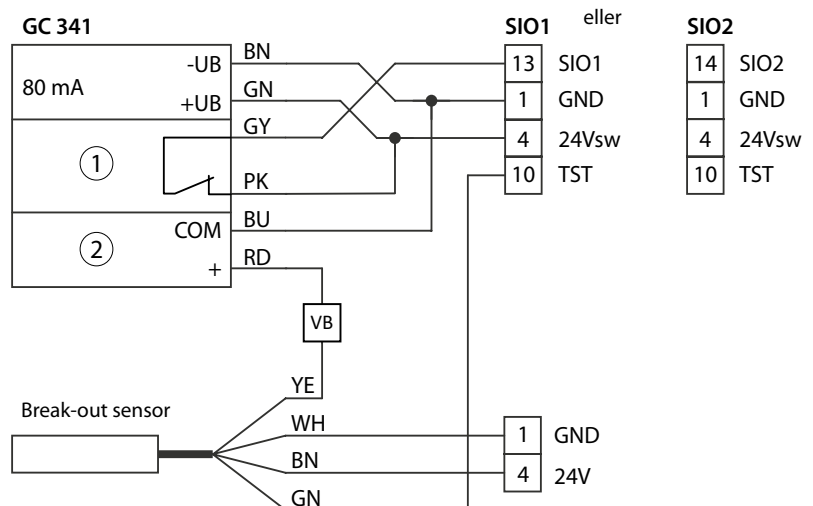 GC 341
SIO1
eller
SIO2
80 mA
-UB
BN
13
SIO1
14
SIO2
+UB
GN
1
GND
1
GND
GY
4
24Vsw
4
24Vsw
1
PK
10
TST
10
TST
2
COM
BU
+
RD
VB
YE
Break-out sensor
WH
1
GND
BN
4
24V
GN